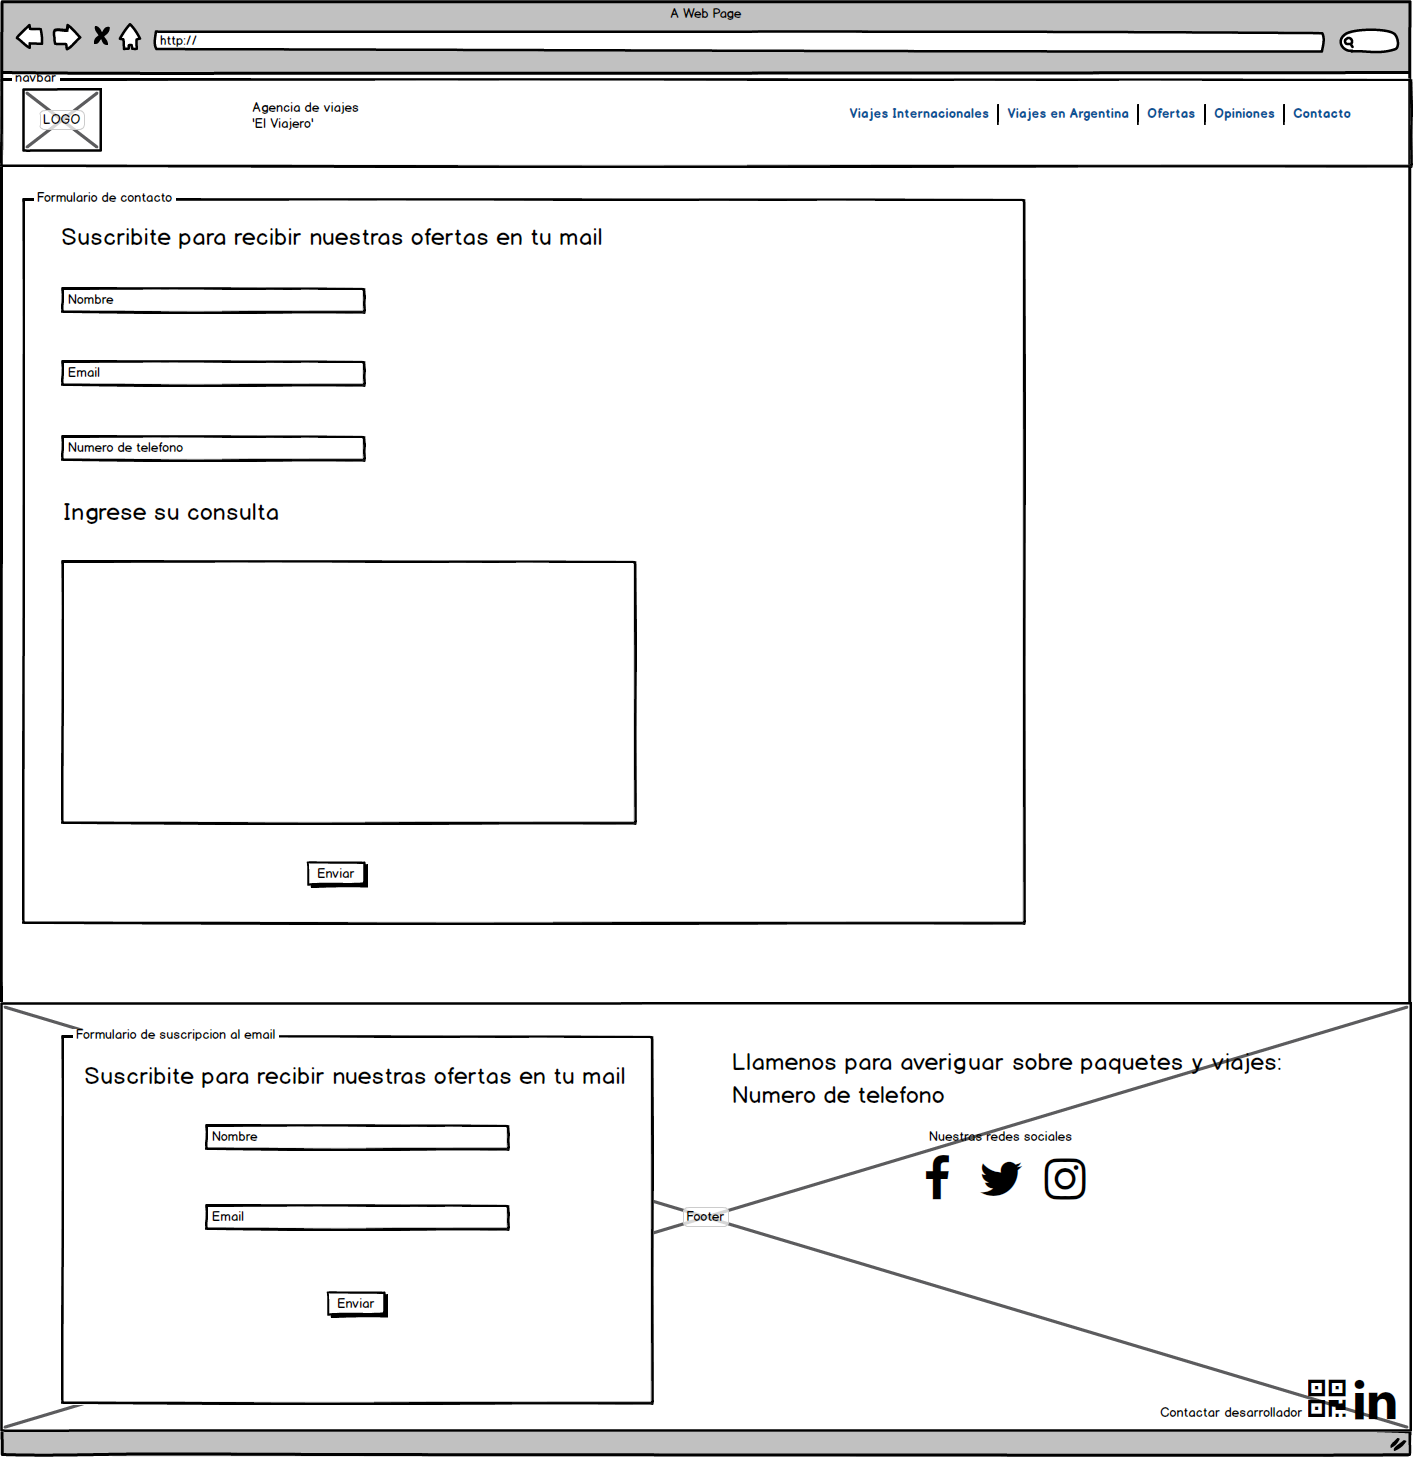 A Web Page
http://
navbar
LOGO
Agencia de viajes
'El Viajero'
Viajes Internacionales
Viajes en Argentina
Ofertas
Opiniones
Contacto
Formulario de contacto
Suscribite para recibir nuestras ofertas en tu mail
Nombre
Email
Numero de telefono
Ingrese su consulta
Enviar
Formulario de suscripcion al email
Suscribite para recibir nuestras ofertas en tu mail
Nombre
Email
Enviar
Llamenos para averiguar sobre paquetes y viajes:
Numero de telefono
Nuestras redes sociales
Footer
Contactar desarrollador
in